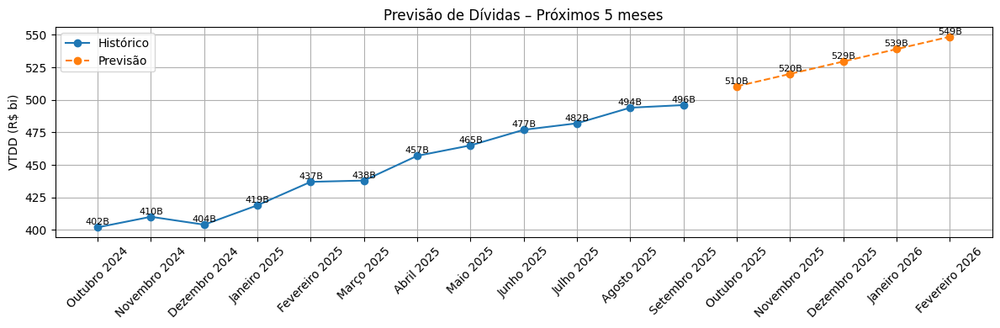 Previsão de Dívidas – Próximos 5 meses
Histórico
Previsão
VTDD (R$ bi)
550
525
500
475
450
425
400
402B
410B
404B
419B
437B
438B
457B
465B
477B
482B
494B
496B
510B
520B
529B
539B
549B
Outubro 2024
Novembro 2024
Dezembro 2024
Janeiro 2025
Fevereiro 2025
Março 2025
Abril 2025
Maio 2025
Junho 2025
Julho 2025
Agosto 2025
Setembro 2025
Outubro 2025
Novembro 2025
Dezembro 2025
Janeiro 2026
Fevereiro 2026